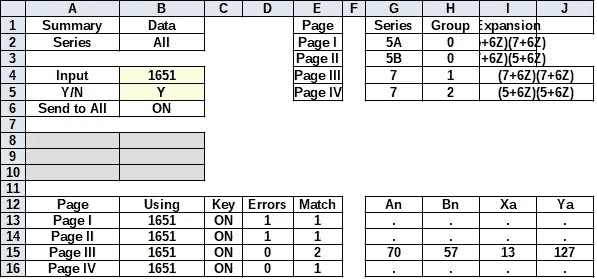 A B C D E F G H I J
1 Summary Data Page Series Group Expansion
2 Series All Page I 5A 0 5+6Z)(7+6Z)
3 Page II 5B 0 7+6Z)(5+6Z)
4 Input 1651 Page III 7 1 (7+6Z)(7+6Z)
5 Y/N Y Page IV 7 2 (5+6Z)(5+6Z)
6 Send to All ON
7
8
9
10
11
12 Page Using Key Errors Match An Bn Xa Ya
13 Page I 1651 ON 1 1 . . . .
14 Page II 1651 ON 1 1 . . . .
15 Page III 1651 ON 0 2 70 57 13 127
16 Page IV 1651 ON 0 1 . . . .